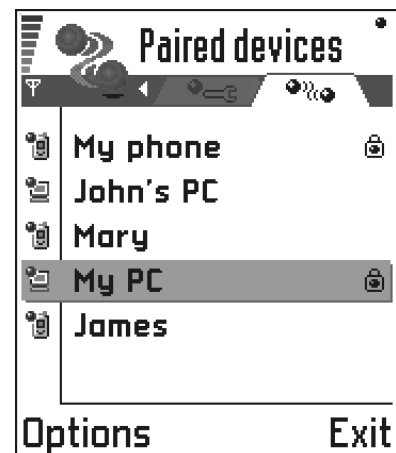 Paired devices
My phone
John's PC
Mary
My PC
James
Options Exit